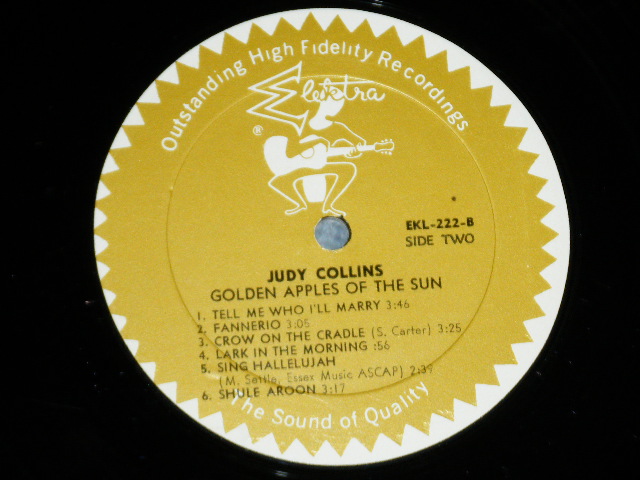 Outstanding High Fidelity Recordings
Elektra
®
EKL-222-B
SIDE TWO
JUDY COLLINS
GOLDEN APPLES OF THE SUN
1. TELL ME WHO I'LL MARRY 3:46
2. FANNERIO 3:05
3. CROW ON THE CRADLE (S. Carter) 3:25
4. LARK IN THE MORNING :56
5. SING HALLELUJAH
(M. Settle, Essex Music ASCAP) 2:39
6. SHULE AROON 3:17
The Sound of Quality